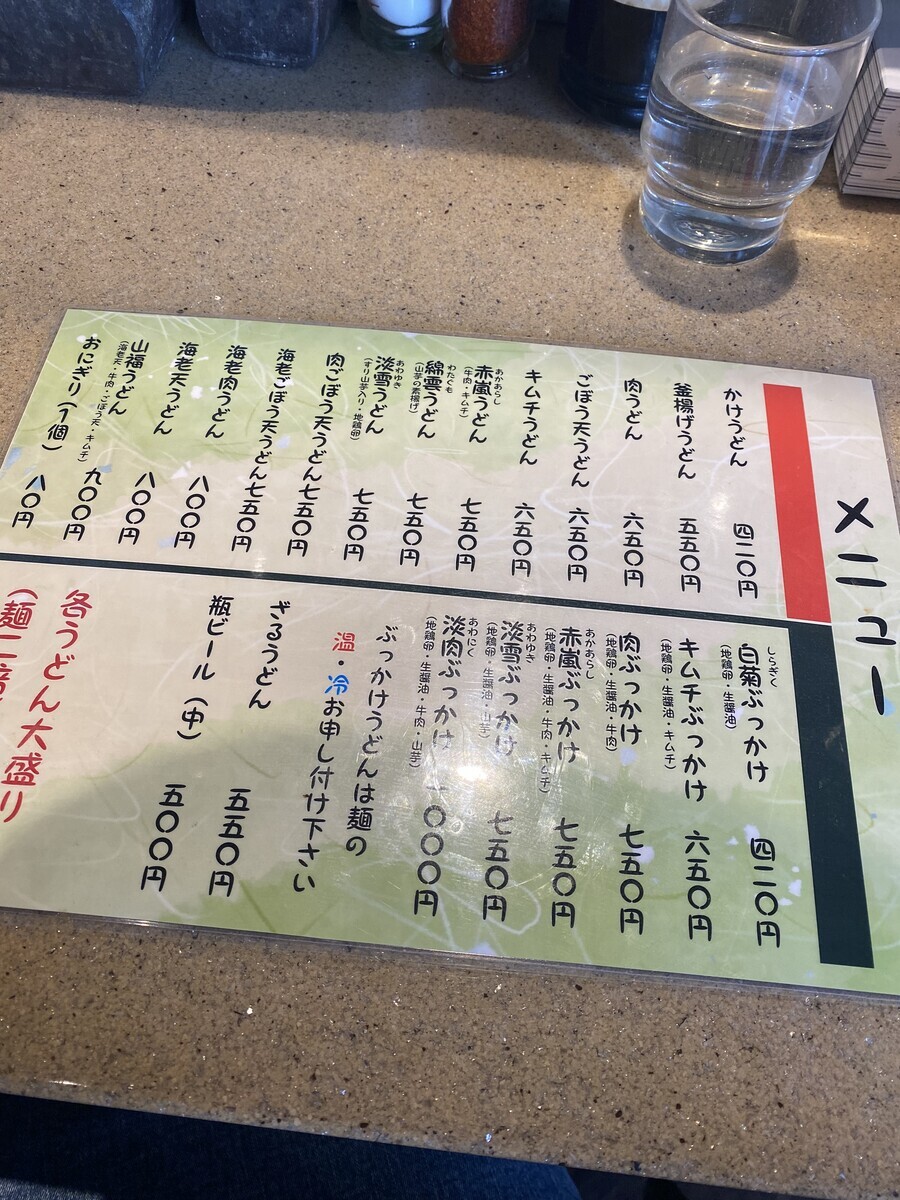 メニュー
かけうどん 四二〇円
釜揚げうどん 五五〇円
肉うどん 六五〇円
ごぼう天うどん 六五〇円
キムチうどん 六五〇円
あかあらし
赤嵐うどん 七五〇円
(牛肉・キムチ)
わたぐも
綿雲うどん 七五〇円
(山芋の素揚げ)
あわゆき
淡雪うどん 七五〇円
(すり山芋入り・地鶏卵)
肉ごぼう天うどん 七五〇円
海老ごぼう天うどん 七五〇円
海老肉うどん 八〇〇円
海老天うどん 八〇〇円
山福うどん 九〇〇円
(海老天・牛肉・ごぼう天・キムチ)
おにぎり(1個) 八〇円
しらぎく
白菊ぶっかけ 四二〇円
(地鶏卵・生醤油)
キムチぶっかけ 六五〇円
(地鶏卵・生醤油・キムチ)
肉ぶっかけ 七五〇円
(地鶏卵・生醤油・牛肉)
あかあらし
赤嵐ぶっかけ 七五〇円
(地鶏卵・生醤油・牛肉・キムチ)
あわゆき
淡雪ぶっかけ 七五〇円
(地鶏卵・生醤油・山芋)
あわにく
淡肉ぶっかけ 一〇〇〇円
(地鶏卵・生醤油・牛肉・山芋)
ぶっかけうどんは麺の
温・冷お申し付け下さい
ざるうどん 五五〇円
瓶ビール(中) 五〇〇円
各うどん大盛り
(麺二倍